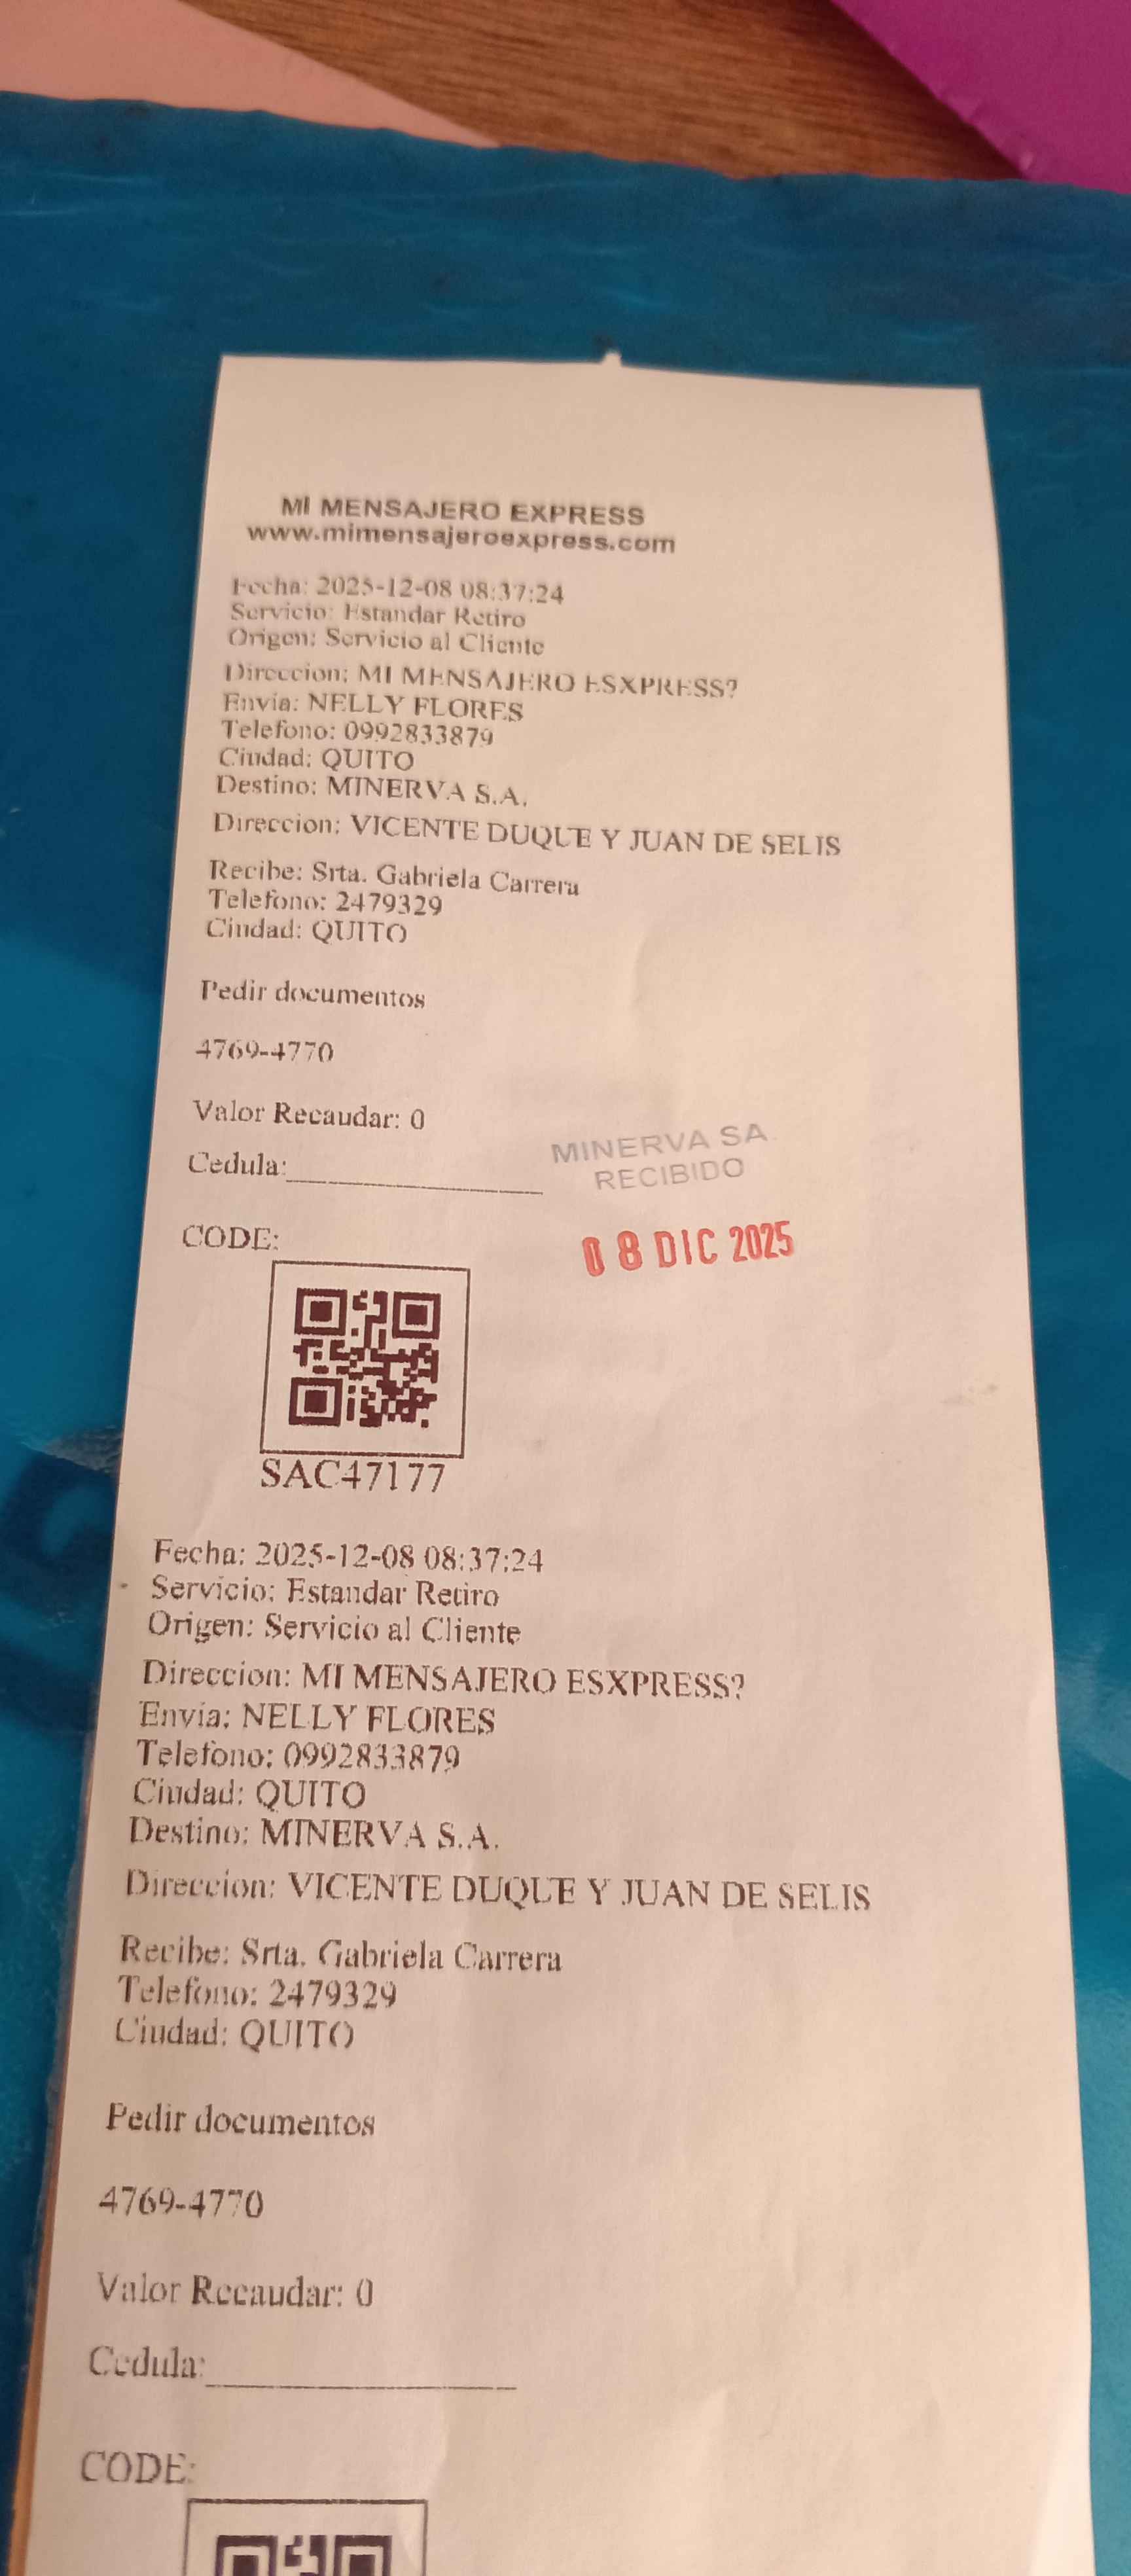 MI MENSAJERO EXPRESS
www.mimensajeroexpress.com
Fecha: 2025-12-08 08:37:24
Servicio: Estandar Retiro
Origen: Servicio al Cliente
Direccion: MI MENSAJERO ESXPRESS?
Envia: NELLY FLORES
Telefono: 0992833879
Ciudad: QUITO
Destino: MINERVA S.A.
Direccion: VICENTE DUQUE Y JUAN DE SELIS
Recibe: Srta. Gabriela Carrera
Telefono: 2479329
Ciudad: QUITO
Pedir documentos
4769-4770
Valor Recaudar: 0
Cedula:
MINERVA SA
RECIBIDO
08 DIC 2025
CODE:
SAC47177
Fecha: 2025-12-08 08:37:24
Servicio: Estandar Retiro
Origen: Servicio al Cliente
Direccion: MI MENSAJERO ESXPRESS?
Envia: NELLY FLORES
Telefono: 0992833879
Ciudad: QUITO
Destino: MINERVA S.A.
Direccion: VICENTE DUQUE Y JUAN DE SELIS
Recibe: Srta. Gabriela Carrera
Telefono: 2479329
Ciudad: QUITO
Pedir documentos
4769-4770
Valor Recaudar: 0
Cedula:
CODE: